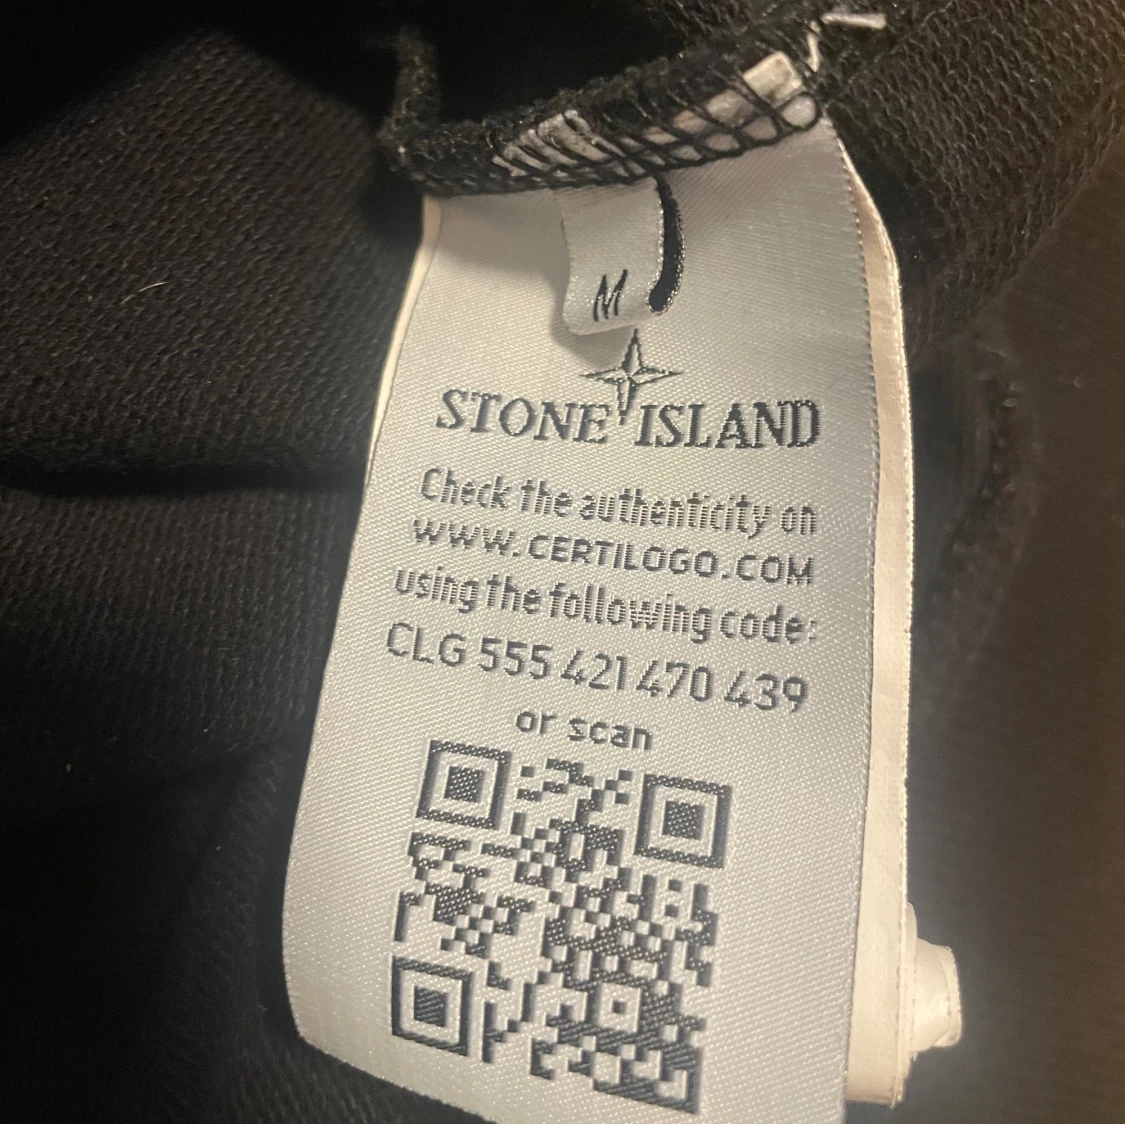 M
STONE ISLAND
Check the authenticity on
WWW.CERTILOGO.COM
using the following code:
CLG 555 421 470 439
or scan